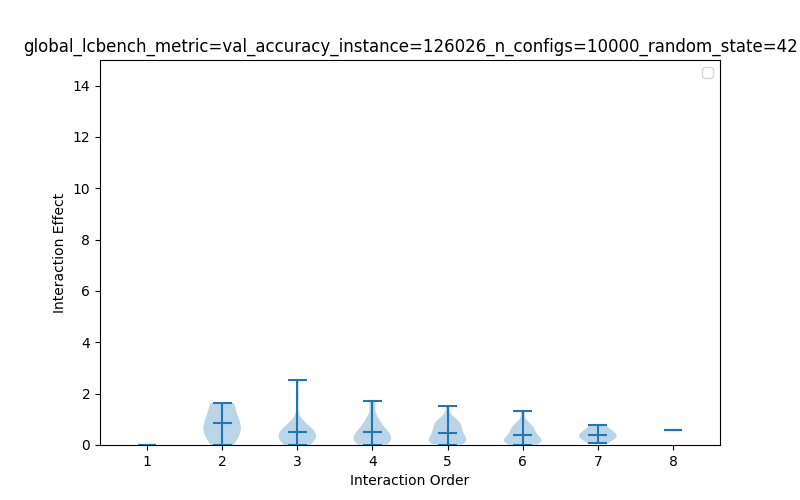 global_lcbench_metric=val_accuracy_instance=126026_n_configs=10000_random_state=42
14
12
10
8
6
4
2
0
Interaction Effect
1 2 3 4 5 6 7 8
Interaction Order